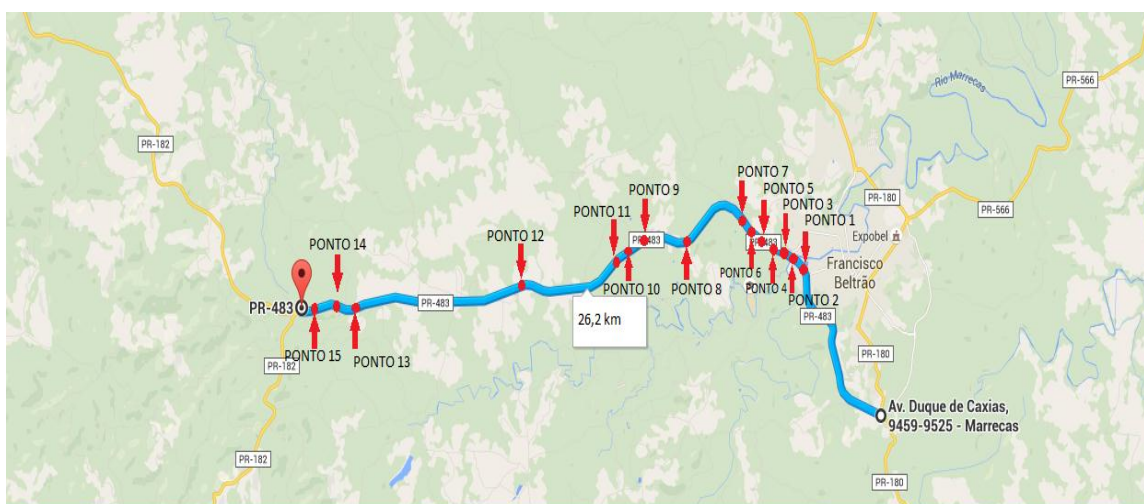 Rio Marrecas
PR-566
PR-182
PONTO 7
PONTO 5
PONTO 3
PONTO 1
PR-180
PR-566
PONTO 9
PONTO 11
PR-483
PR-483
Expobel
Francisco
Beltrão
PONTO 12
PONTO 14
PONTO 10
PONTO 8
PONTO 6
PONTO 4
PONTO 2
PR-483
PR-483
PR-483
26,2 km
PONTO 15
PONTO 13
PR-182
PR-180
Av. Duque de Caxias,
9459-9525 - Marrecas
PR-182
PR-180